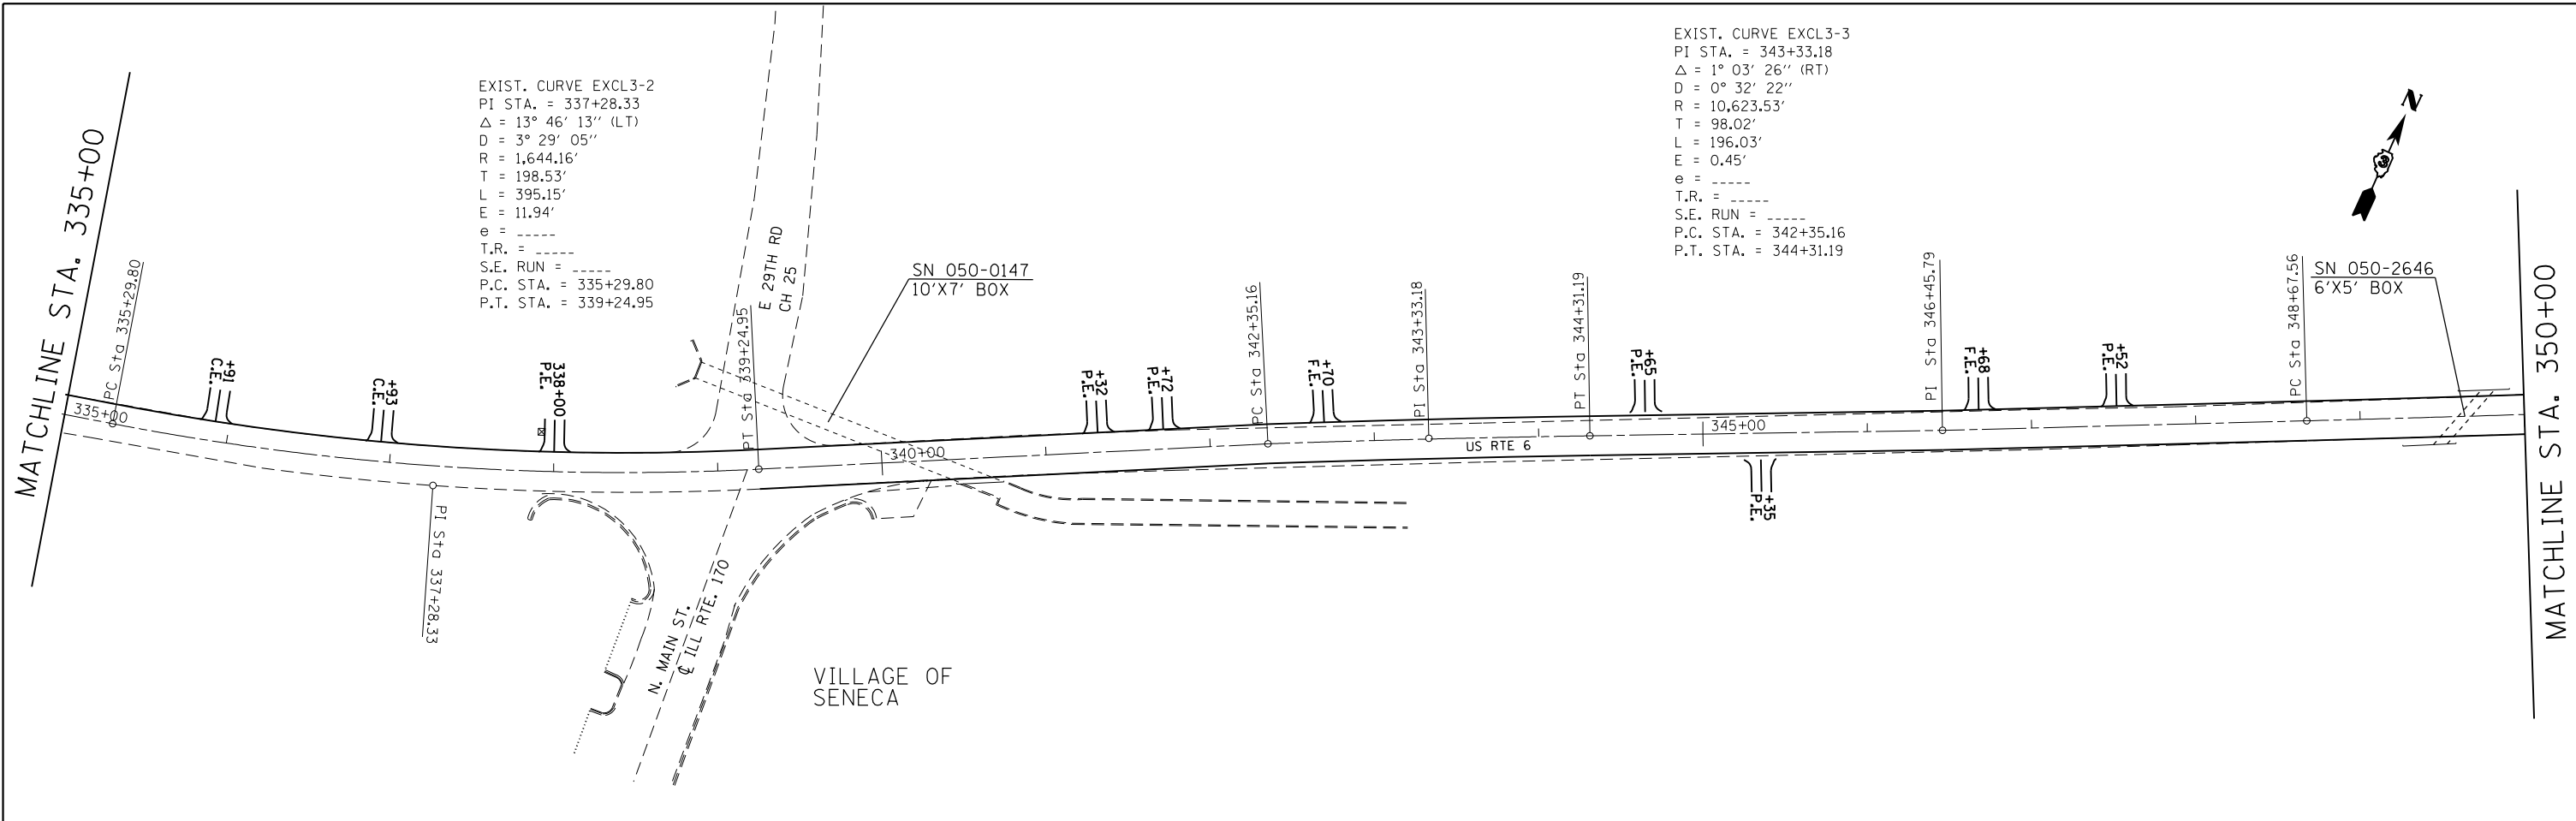 EXIST. CURVE EXCL3-2
PI STA. = 337+28.33
Δ = 13° 46' 13" (LT)
D = 3° 29' 05"
R = 1,644.16'
T = 198.53'
L = 395.15'
E = 11.94'
e = _____
T.R. = _____
S.E. RUN = _____
P.C. STA. = 335+29.80
P.T. STA. = 339+24.95
EXIST. CURVE EXCL3-3
PI STA. = 343+33.18
Δ = 1° 03' 26" (RT)
D = 0° 32' 22"
R = 10,623.53'
T = 98.02'
L = 196.03'
E = 0.45'
e = _____
T.R. = _____
S.E. RUN = _____
P.C. STA. = 342+35.16
P.T. STA. = 344+31.19
N
3
MATCHLINE STA. 335+00
PC Sta 335+29.80
335+00
+91
C.E.
+93
C.E.
338+00
P.E.
PI Sta 337+28.33
PT Sta 339+24.95
E 29TH RD
CH 25
SN 050-0147
10'X7' BOX
340+00
+32
P.E.
+72
P.E.
PC Sta 342+35.16
+70
F.E.
PI Sta 343+33.18
US RTE 6
PT Sta 344+31.19
+65
P.E.
345+00
+35
P.E.
PI Sta 346+45.79
+68
F.E.
+52
P.E.
PC Sta 348+67.56
SN 050-2646
6'X5' BOX
MATCHLINE STA. 350+00
N. MAIN ST.
℄ ILL RTE. 170
VILLAGE OF
SENECA